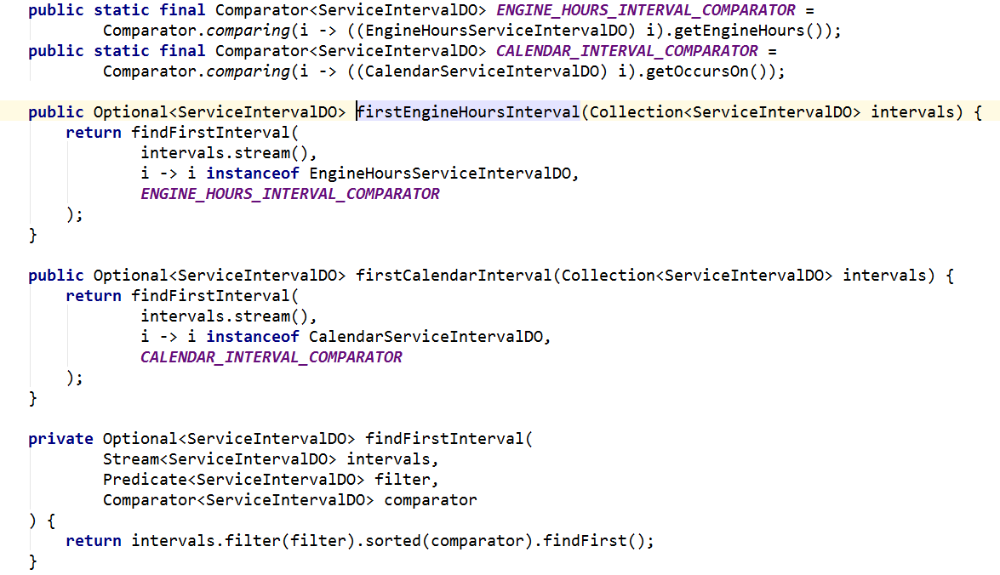 public static final Comparator<ServiceIntervalDO> ENGINE_HOURS_INTERVAL_COMPARATOR =
        Comparator.comparing(i -> ((EngineHoursServiceIntervalDO) i).getEngineHours());
public static final Comparator<ServiceIntervalDO> CALENDAR_INTERVAL_COMPARATOR =
        Comparator.comparing(i -> ((CalendarServiceIntervalDO) i).getOccursOn());

public Optional<ServiceIntervalDO> firstEngineHoursInterval(Collection<ServiceIntervalDO> intervals) {
    return findFirstInterval(
            intervals.stream(),
            i -> i instanceof EngineHoursServiceIntervalDO,
            ENGINE_HOURS_INTERVAL_COMPARATOR
    );
}

public Optional<ServiceIntervalDO> firstCalendarInterval(Collection<ServiceIntervalDO> intervals) {
    return findFirstInterval(
            intervals.stream(),
            i -> i instanceof CalendarServiceIntervalDO,
            CALENDAR_INTERVAL_COMPARATOR
    );
}

private Optional<ServiceIntervalDO> findFirstInterval(
        Stream<ServiceIntervalDO> intervals,
        Predicate<ServiceIntervalDO> filter,
        Comparator<ServiceIntervalDO> comparator
) {
    return intervals.filter(filter).sorted(comparator).findFirst();
}